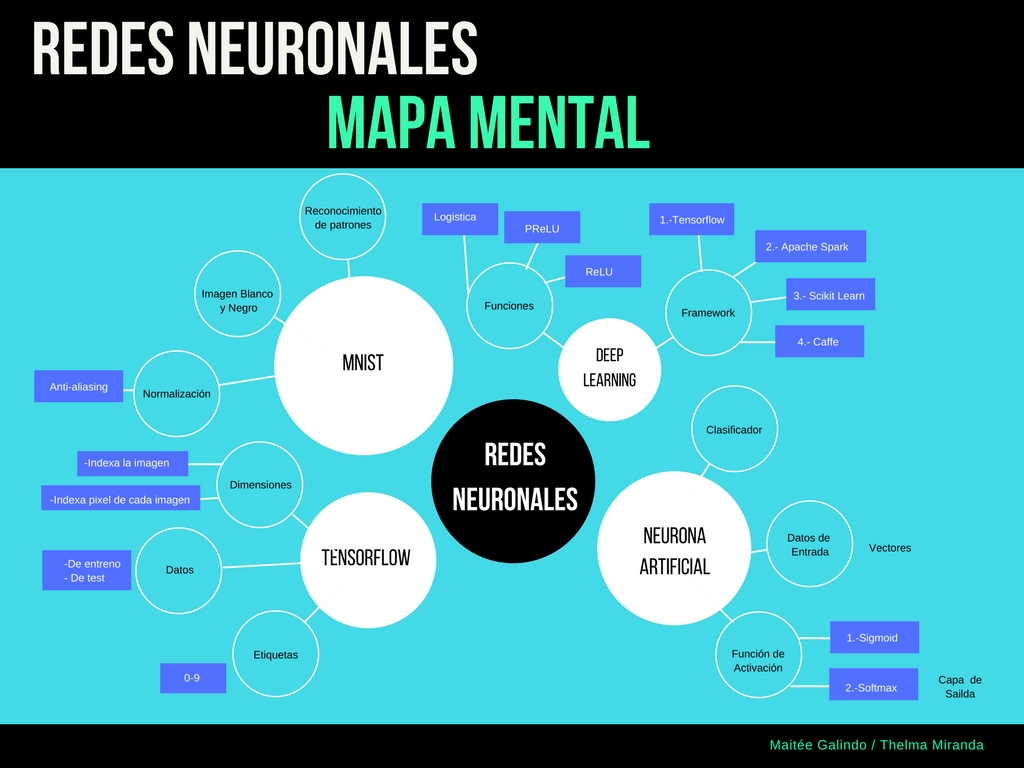 REDES NEURONALES
MAPA MENTAL
Reconocimiento
de patrones
Imagen Blanco
y Negro
MNIST
Normalización
Anti-aliasing
Logistica
PReLU
ReLU
Funciones
DEEP
LEARNING
1.-Tensorflow
2.- Apache Spark
3.- Scikit Learn
4.- Caffe
Framework
REDES
NEURONALES
-Indexa la imagen
-Indexa pixel de cada imagen
Dimensiones
TENSORFLOW
-De entreno
- De test
Datos
Etiquetas
0-9
Clasificador
NEURONA
ARTIFICIAL
Datos de
Entrada
Vectores
Función de
Activación
1.-Sigmoid
2.-Softmax
Capa de
Sailda
Maitée Galindo / Thelma Miranda